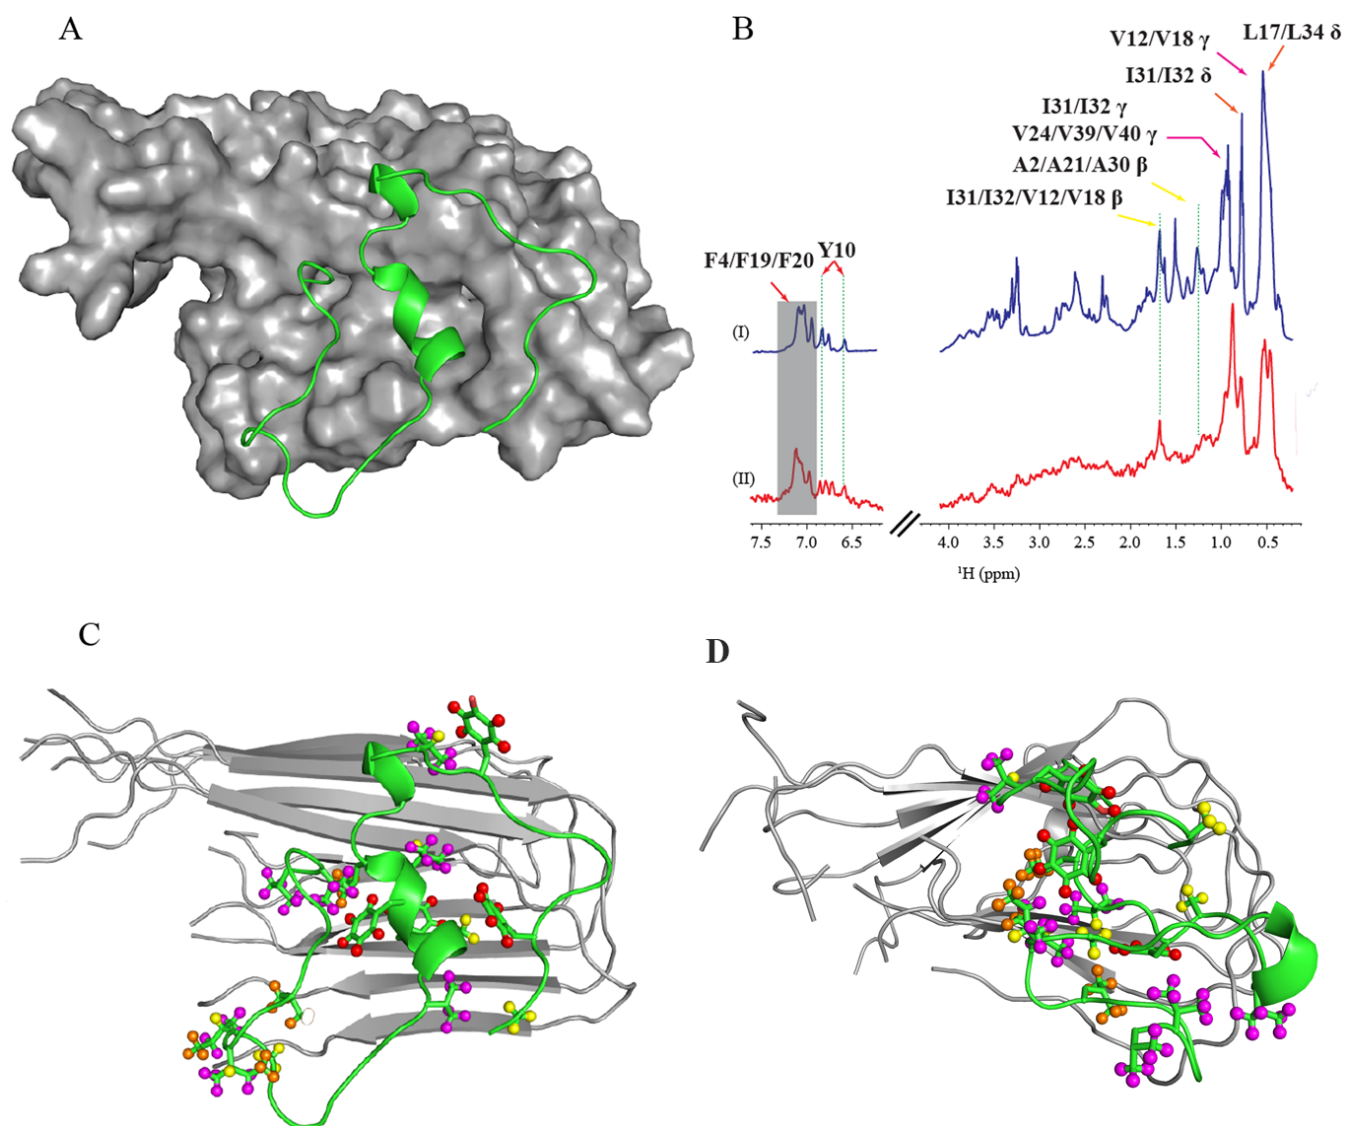 A
B
L17/L34 δ
V12/V18 γ
I31/I32 δ
I31/I32 γ
V24/V39/V40 γ
A2/A21/A30 β
I31/I32/V12/V18 β
F4/F19/F20
Y10
(I)
(II)
7.5 7.0 6.5 4.0 3.5 3.0 2.5 2.0 1.5 1.0 0.5
¹H (ppm)
C
D